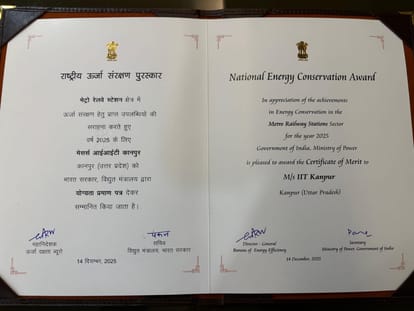 राष्ट्रीय ऊर्जा संरक्षण पुरस्कार
मेट्रो रेलवे स्टेशन क्षेत्र में
ऊर्जा संरक्षण हेतु प्राप्त उपलब्धियों की
सराहना करते हुए
वर्ष 2025 के लिए
मेसर्स आईआईटी कानपुर
कानपुर (उत्तर प्रदेश) को
भारत सरकार, विद्युत मंत्रालय द्वारा
योग्यता प्रमाण पत्र देकर
सम्मानित किया जाता है।
महानिदेशक
ऊर्जा दक्षता ब्यूरो
सचिव
विद्युत मंत्रालय, भारत सरकार
14 दिसम्बर, 2025
National Energy Conservation Award
In appreciation of the achievements
in Energy Conservation in the
Metro Railway Stations Sector
for the year 2025
Government of India, Ministry of Power
is pleased to award the Certificate of Merit to
M/s IIT Kanpur
Kanpur (Uttar Pradesh)
Director - General
Bureau of Energy Efficiency
Secretary
Ministry of Power, Government of India
14 December, 2025